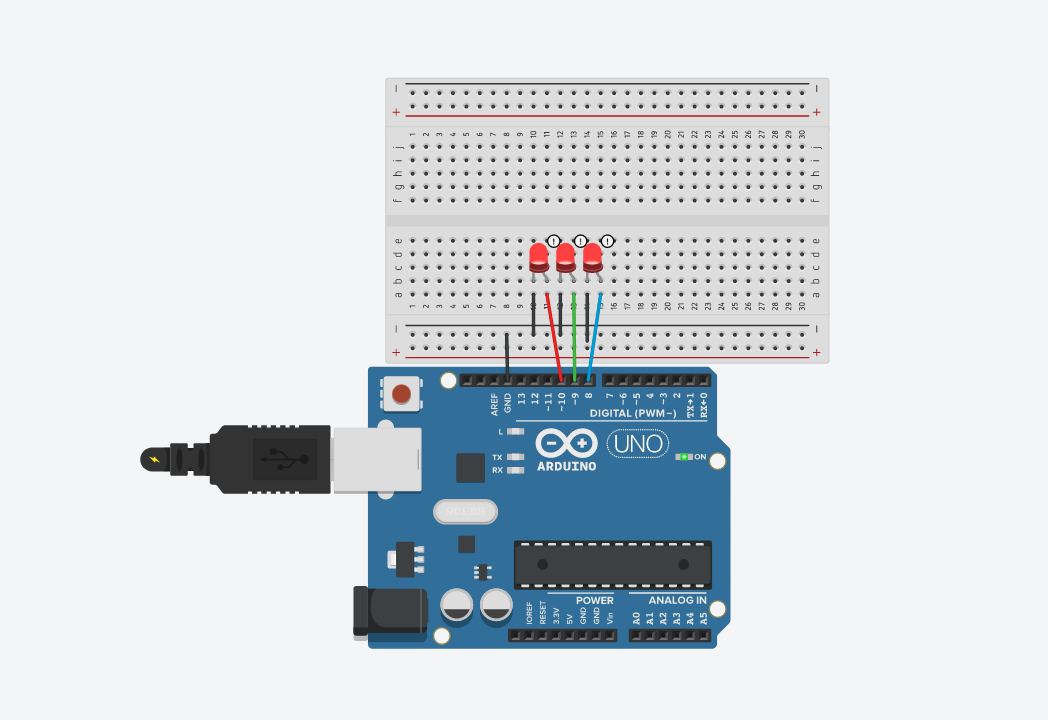 − −
+ +
1 2 3 4 5 6 7 8 9 10 11 12 13 14 15 16 17 18 19 20 21 22 23 24 25 26 27 28 29 30
j j
i i
h h
g g
f f
! ! !
e e
d d
c c
b b
a a
1 2 3 4 5 6 7 8 9 10 11 12 13 14 15 16 17 18 19 20 21 22 23 24 25 26 27 28 29 30
− −
+ +
AREF GND 13 12 ~11 ~10 ~9 8 7 ~6 ~5 4 ~3 2 TX→1 RX←0
DIGITAL (PWM~)
L
UNO
TX
RX
ON
ARDUINO
POWER ANALOG IN
IOREF RESET 3.3V 5V GND GND Vin A0 A1 A2 A3 A4 A5